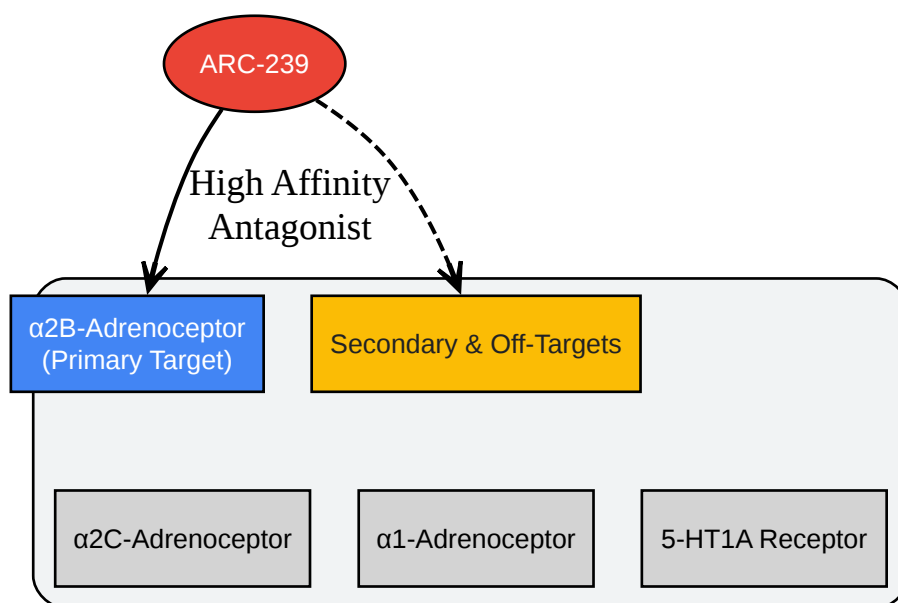 ARC-239
High Affinity
Antagonist
α2B-Adrenoceptor
(Primary Target)
Secondary & Off-Targets
α2C-Adrenoceptor
α1-Adrenoceptor
5-HT1A Receptor